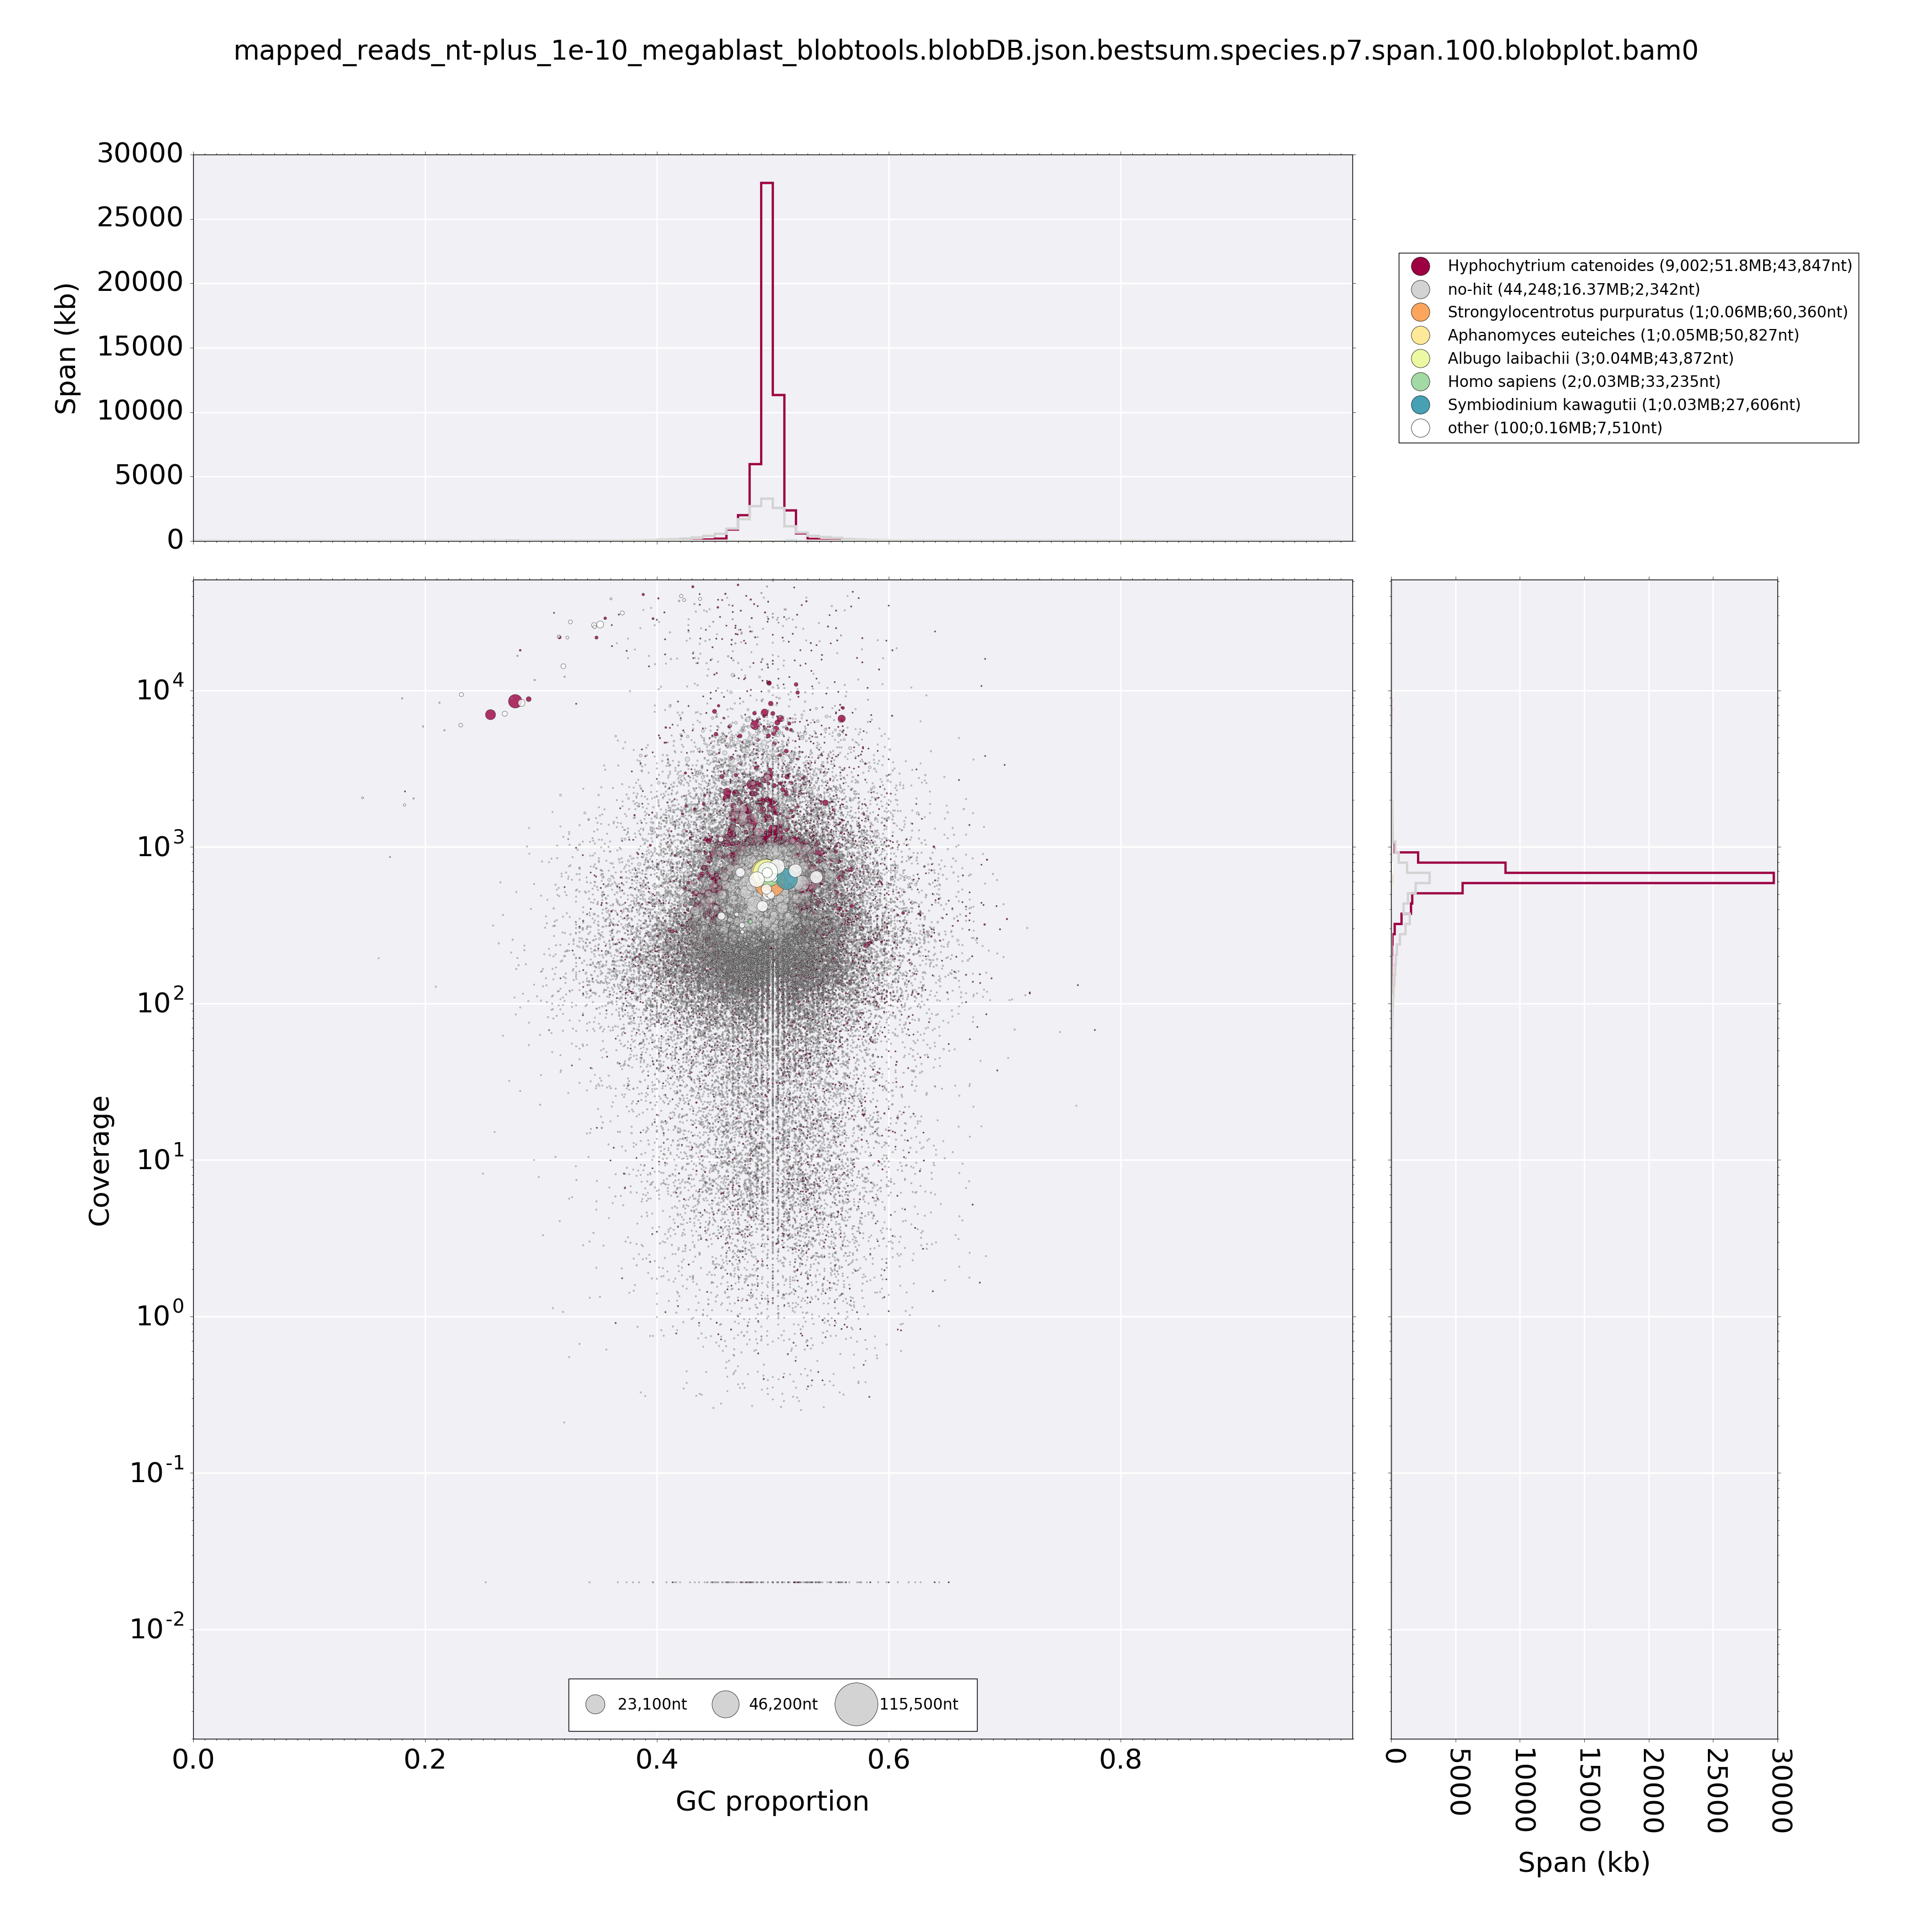 mapped_reads_nt-plus_1e-10_megablast_blobtools.blobDB.json.bestsum.species.p7.span.100.blobplot.bam0
30000
25000
20000
15000
10000
5000
0
Span (kb)
Hyphochytrium catenoides (9,002;51.8MB;43,847nt)
no-hit (44,248;16.37MB;2,342nt)
Strongylocentrotus purpuratus (1;0.06MB;60,360nt)
Aphanomyces euteiches (1;0.05MB;50,827nt)
Albugo laibachii (3;0.04MB;43,872nt)
Homo sapiens (2;0.03MB;33,235nt)
Symbiodinium kawagutii (1;0.03MB;27,606nt)
other (100;0.16MB;7,510nt)
10^4
10^3
10^2
10^1
10^0
10^-1
10^-2
Coverage
23,100nt 46,200nt 115,500nt
0.0 0.2 0.4 0.6 0.8
GC proportion
0 5000 10000 15000 20000 25000 30000
Span (kb)